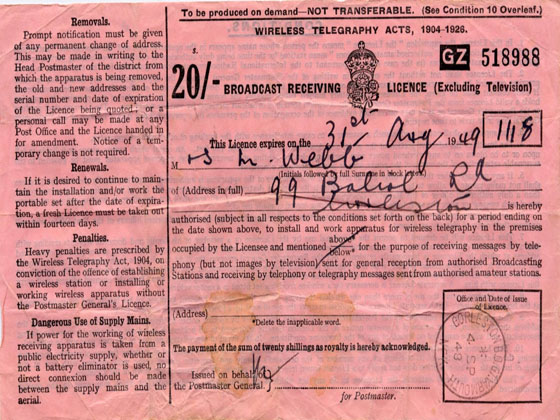 Removals.
Prompt notification must be given
of any permanent change of address.
This may be made in writing to the
Head Postmaster of the district from
which the apparatus is being removed,
the old and new addresses and the
serial number and date of expiration
of the Licence being quoted, or a
personal call may be made at any
Post Office and the Licence handed in
for amendment. Notice of a tem-
porary change is not required.
Renewals.
If it is desired to continue to main-
tain the installation and/or work the
portable set after the date of expira-
tion, a fresh Licence must be taken out
within fourteen days.
Penalties.
Heavy penalties are prescribed by
the Wireless Telegraphy Act, 1904, on
conviction of the offence of establishing
a wireless station or installing or
working wireless apparatus without
the Postmaster General's Licence.
Dangerous Use of Supply Mains.
If power for the working of wireless
receiving apparatus is taken from a
public electricity supply, whether or
not a battery eliminator is used, no
direct connexion should be made
between the supply mains and the
aerial.
To be produced on demand—NOT TRANSFERABLE. (See Condition 10 Overleaf.)
WIRELESS TELEGRAPHY ACTS, 1904-1926.
GZ 518988
s.
20/- BROADCAST RECEIVING LICENCE (Excluding Television)
This Licence expires on the 31st Aug 1949 1118
Mrs M. Webb
(Initials followed by full Surname in block letters)
of (Address in full) 99 Baliol Rd
Gorleston
is hereby
authorised (subject in all respects to the conditions set forth on the back) for a period ending on
the date shown above, to install and work apparatus for wireless telegraphy in the premises
occupied by the Licensee and mentioned above/below* for the purpose of receiving messages by tele-
phony (but not images by television) sent for general reception from authorised Broadcasting
Stations and receiving by telephony or telegraphy messages sent from authorised amateur stations.
(Address)
*Delete the inapplicable word.
The payment of the sum of twenty shillings as royalty is hereby acknowledged.
Issued on behalf of
the Postmaster General
for Postmaster.
Office and Date of Issue
of Licence.
GORLESTON
4 SP
48